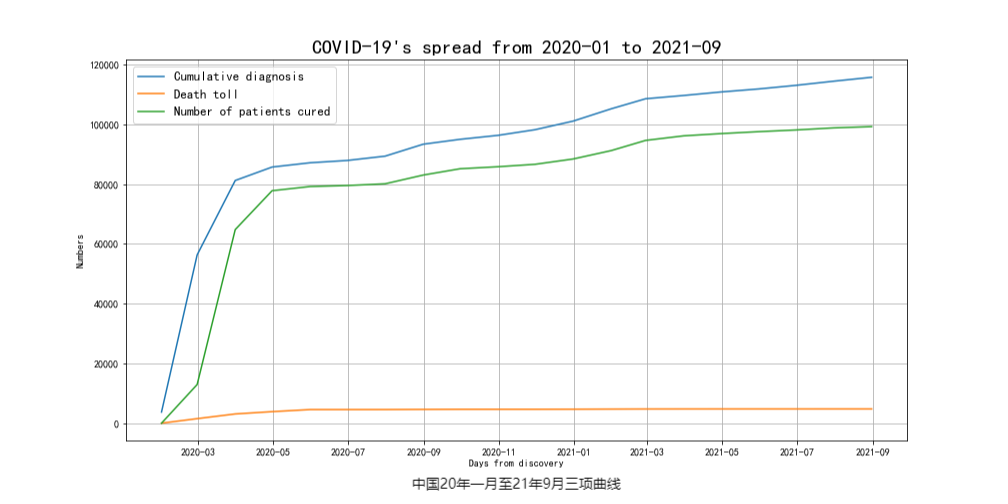 COVID-19's spread from 2020-01 to 2021-09
Cumulative diagnosis
Death toll
Number of patients cured
120000
100000
80000
60000
40000
20000
0
Numbers
2020-03 2020-05 2020-07 2020-09 2020-11 2021-01 2021-03 2021-05 2021-07 2021-09
Days from discovery
中国20年一月至21年9月三项曲线